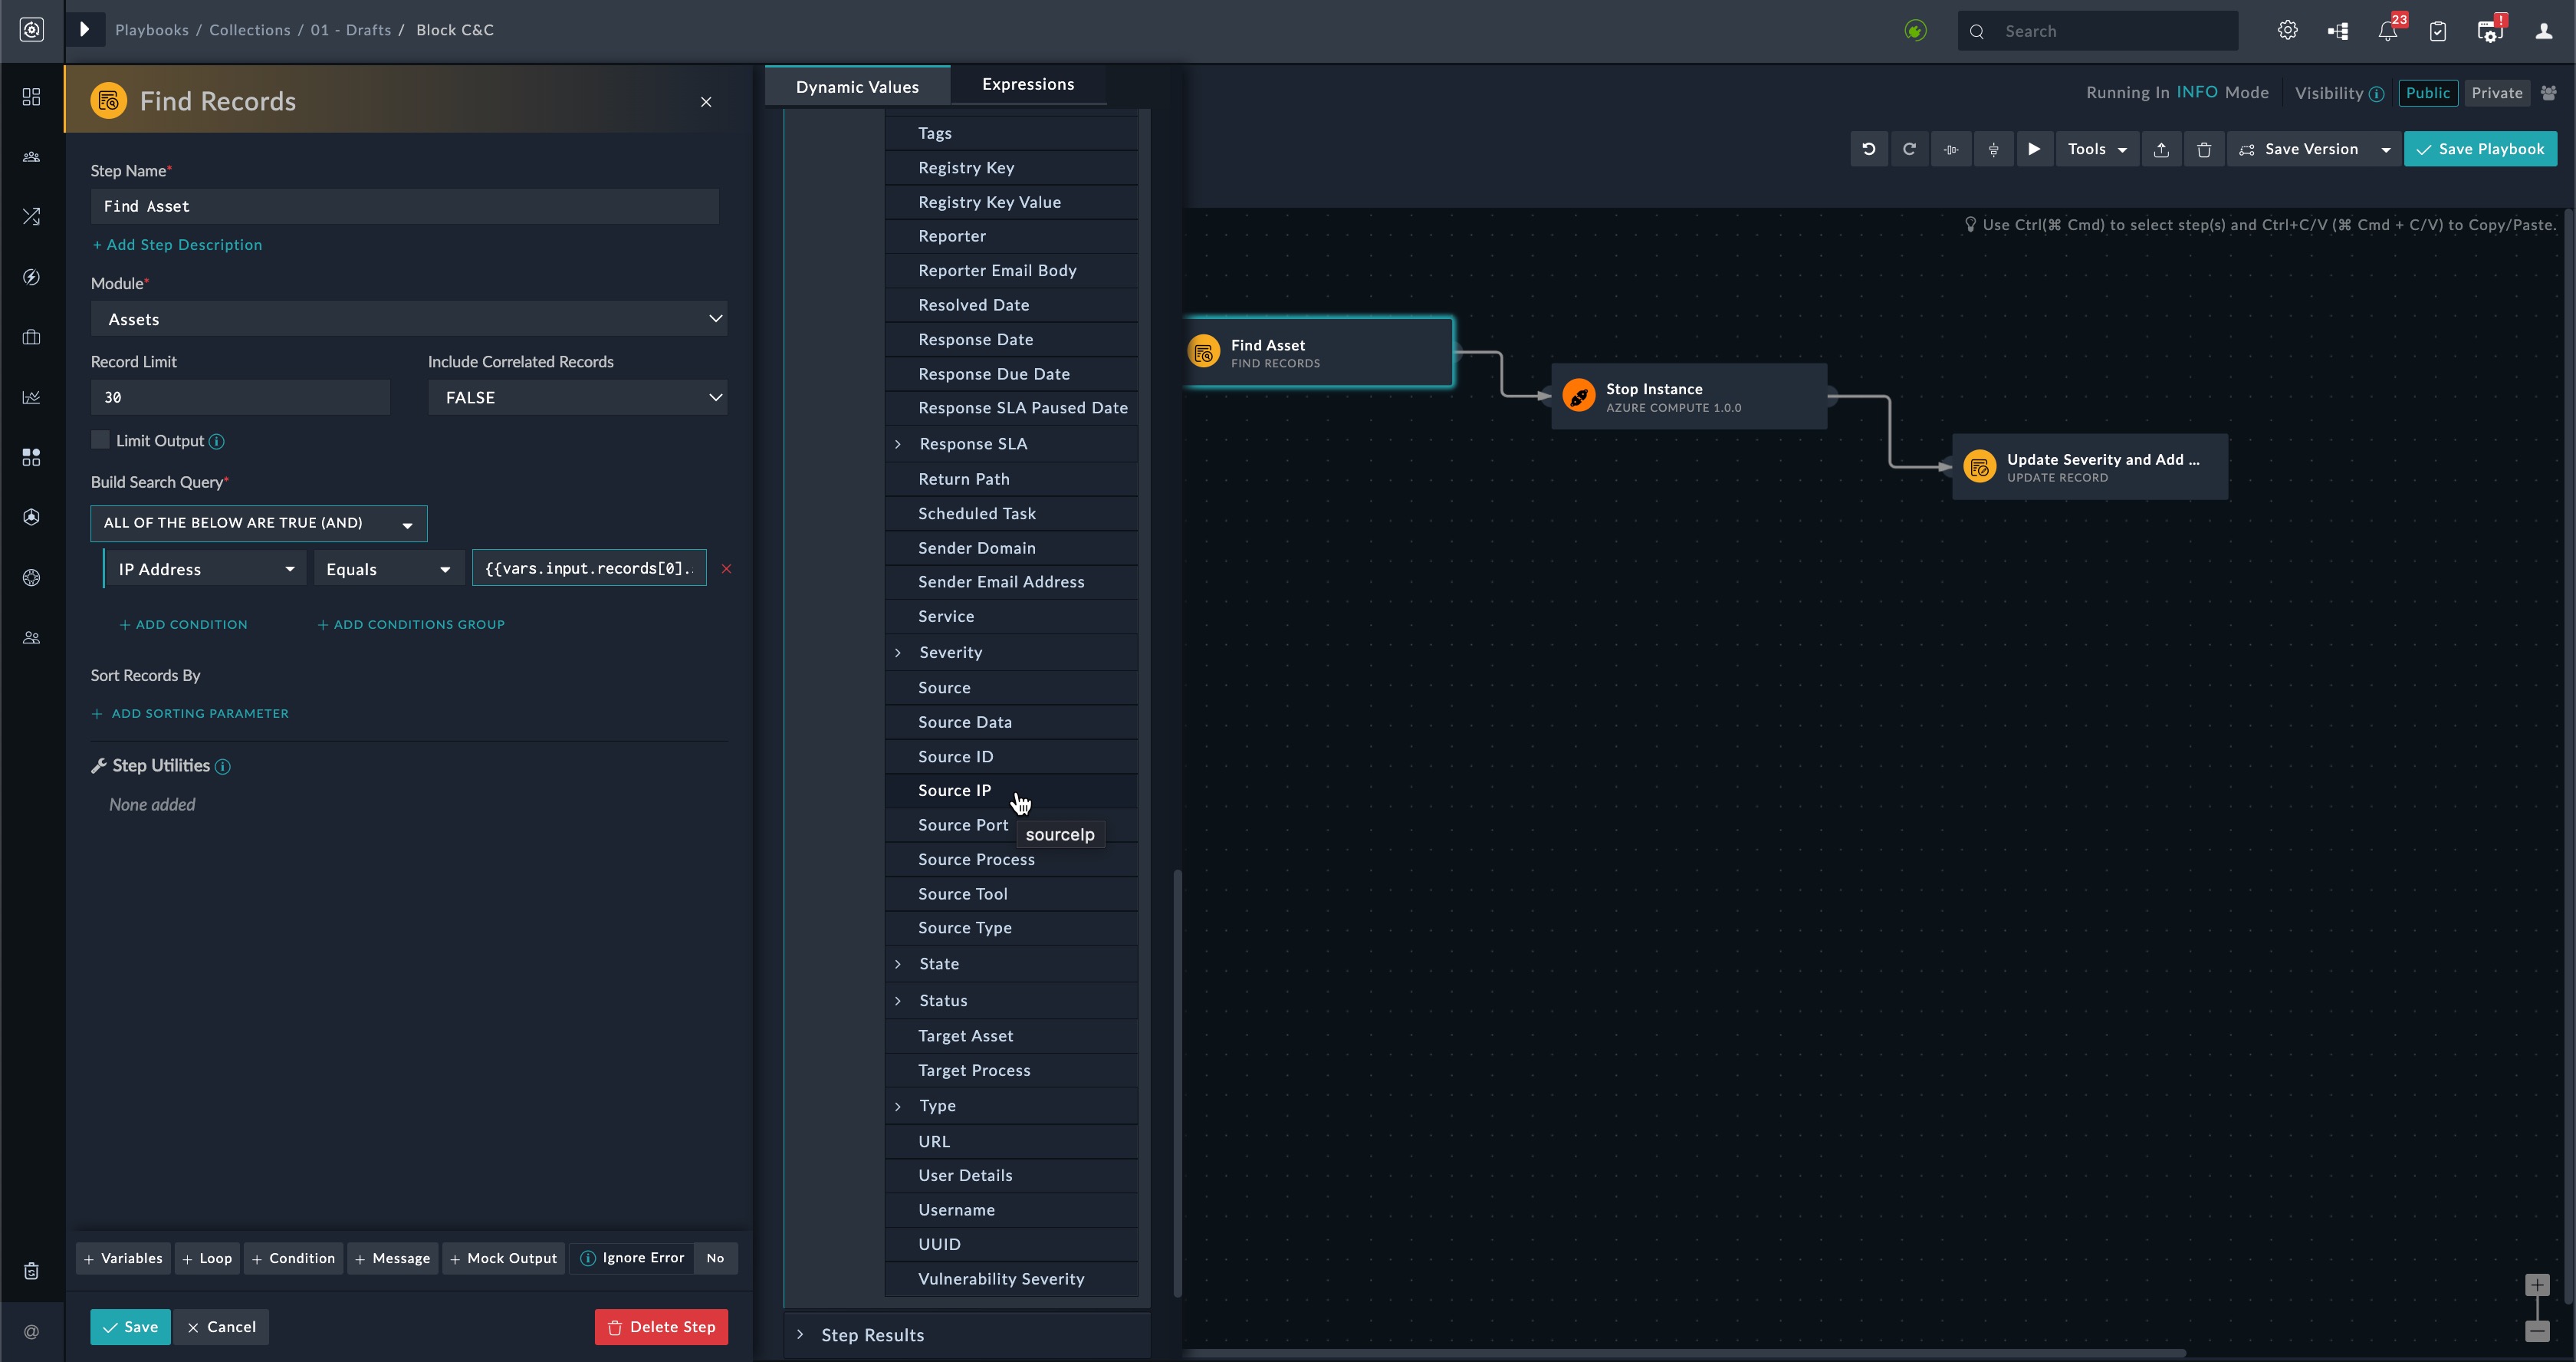 Playbooks / Collections / 01 - Drafts / Block C&C
Search
23
!
Find Records
Step Name*
Find Asset
+ Add Step Description
Module*
Assets
Record Limit
Include Correlated Records
30
FALSE
Limit Output
Build Search Query*
ALL OF THE BELOW ARE TRUE (AND)
IP Address
Equals
{{vars.input.records[0].
+ ADD CONDITION
+ ADD CONDITIONS GROUP
Sort Records By
+ ADD SORTING PARAMETER
Step Utilities
None added
+ Variables
+ Loop
+ Condition
+ Message
+ Mock Output
Ignore Error
No
Save
Cancel
Delete Step
@
Dynamic Values
Expressions
Tags
Registry Key
Registry Key Value
Reporter
Reporter Email Body
Resolved Date
Response Date
Response Due Date
Response SLA Paused Date
Response SLA
Return Path
Scheduled Task
Sender Domain
Sender Email Address
Service
Severity
Source
Source Data
Source ID
Source IP
Source Port
sourceIp
Source Process
Source Tool
Source Type
State
Status
Target Asset
Target Process
Type
URL
User Details
Username
UUID
Vulnerability Severity
Step Results
Running In INFO Mode
Visibility
Public
Private
Tools
Save Version
Save Playbook
Use Ctrl(⌘ Cmd) to select step(s) and Ctrl+C/V (⌘ Cmd + C/V) to Copy/Paste.
Find Asset
FIND RECORDS
Stop Instance
AZURE COMPUTE 1.0.0
Update Severity and Add ...
UPDATE RECORD